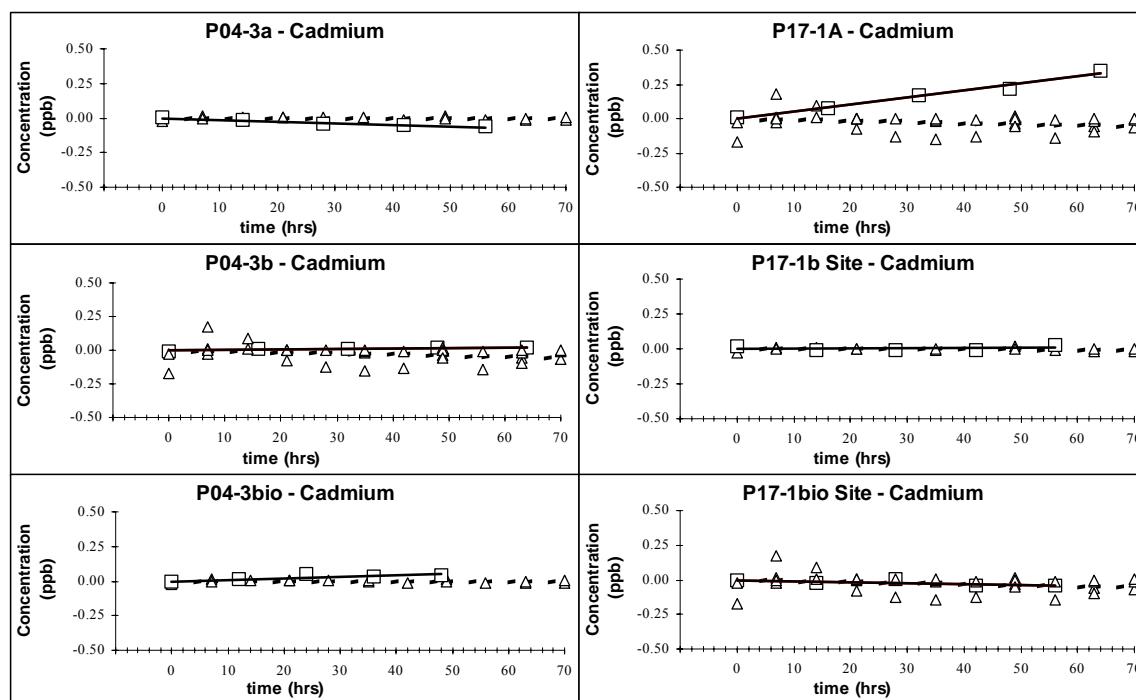 P04-3a - Cadmium
Concentration
(ppb)
0.50
0.25
0.00
-0.25
-0.50
0 10 20 30 40 50 60 70
time (hrs)
P17-1A - Cadmium
Concentration
(ppb)
0.50
0.25
0.00
-0.25
-0.50
0 10 20 30 40 50 60 70
time (hrs)
P04-3b - Cadmium
Concentration
(ppb)
0.50
0.25
0.00
-0.25
-0.50
0 10 20 30 40 50 60 70
time (hrs)
P17-1b Site - Cadmium
Concentration
(ppb)
0.50
0.25
0.00
-0.25
-0.50
0 10 20 30 40 50 60 70
time (hrs)
P04-3bio - Cadmium
Concentration
(ppb)
0.50
0.25
0.00
-0.25
-0.50
0 10 20 30 40 50 60 70
time (hrs)
P17-1bio Site - Cadmium
Concentration
(ppb)
0.50
0.25
0.00
-0.25
-0.50
0 10 20 30 40 50 60 70
time (hrs)